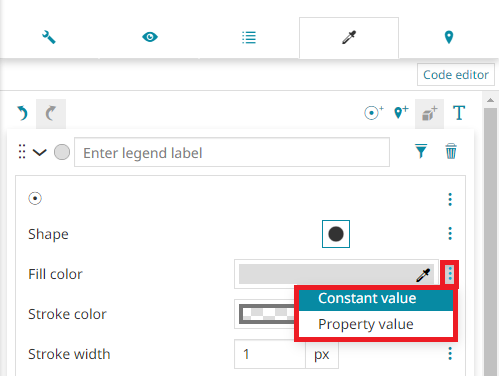 Code editor
T
Enter legend label
Shape
Fill color
Constant value
Stroke color
Property value
Stroke width
1 px